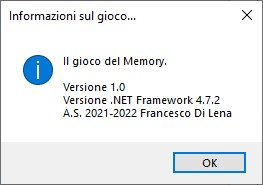 Informazioni sul gioco...
Il gioco del Memory.
Versione 1.0
Versione .NET Framework 4.7.2
A.S. 2021-2022 Francesco Di Lena
OK